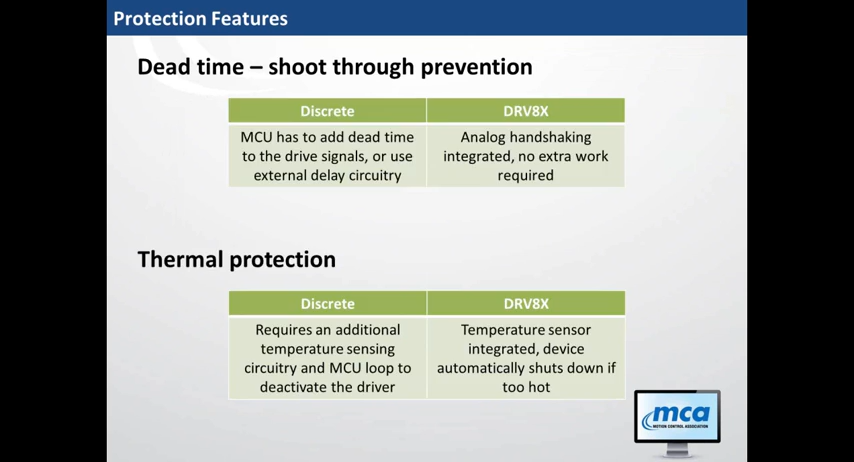 Protection Features
Dead time – shoot through prevention
Discrete
DRV8X
MCU has to add dead time
to the drive signals, or use
external delay circuitry
Analog handshaking
integrated, no extra work
required
Thermal protection
Discrete
DRV8X
Requires an additional
temperature sensing
circuitry and MCU loop to
deactivate the driver
Temperature sensor
integrated, device
automatically shuts down if
too hot
mca
MOTION CONTROL ASSOCIATION